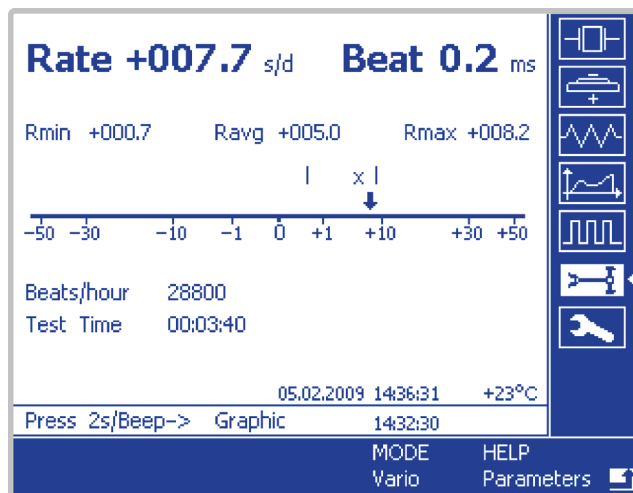 Rate +007.7 s/d Beat 0.2 ms
Rmin +000.7 Ravg +005.0 Rmax +008.2
x
-50 -30 -10 -1 0 +1 +10 +30 +50
Beats/hour 28800
Test Time 00:03:40
05.02.2009 14:36:31 +23°C
Press 2s/Beep-> Graphic 14:32:30
MODE HELP
Vario Parameters